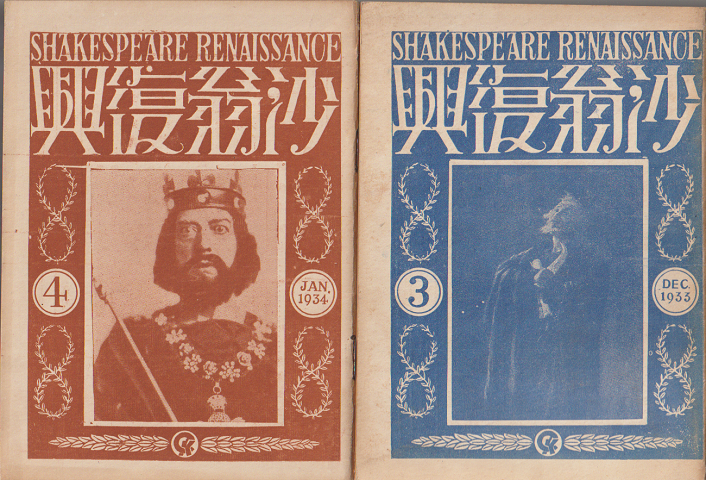 SHAKESPEARE RENAISSANCE
沙翁復興
4
JAN.
1934
SHAKESPEARE RENAISSANCE
沙翁復興
3
DEC.
1933